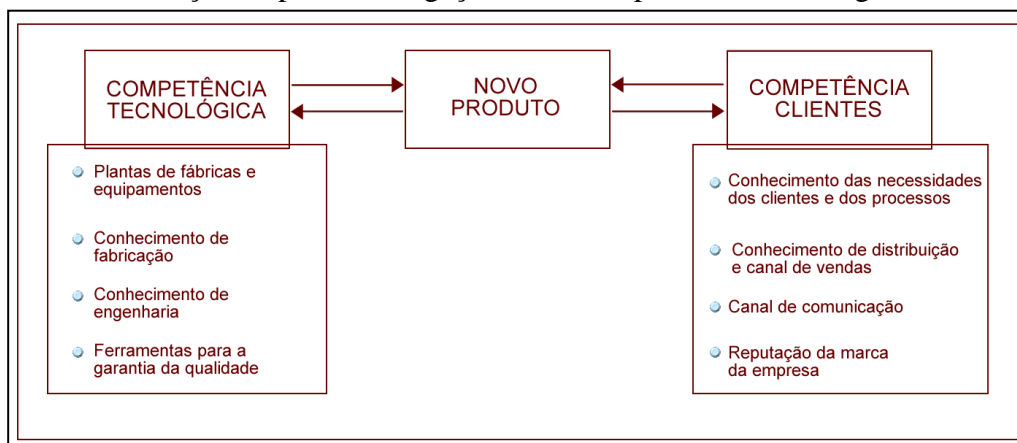 COMPETÊNCIA
TECNOLÓGICA
NOVO
PRODUTO
COMPETÊNCIA
CLIENTES
Plantas de fábricas e
equipamentos
Conhecimento de
fabricação
Conhecimento de
engenharia
Ferramentas para a
garantia da qualidade
Conhecimento das necessidades
dos clientes e dos processos
Conhecimento de distribuição
e canal de vendas
Canal de comunicação
Reputação da marca
da empresa